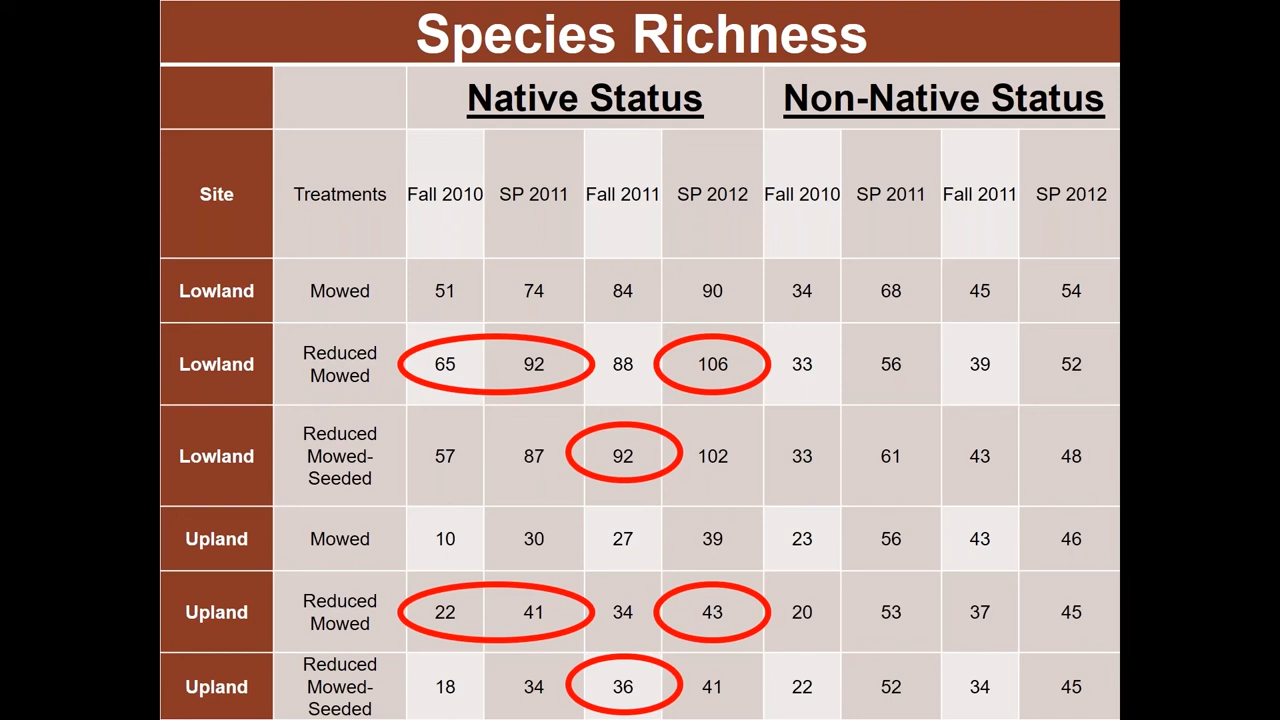 Species Richness
Native Status Non-Native Status
Site Treatments Fall 2010 SP 2011 Fall 2011 SP 2012 Fall 2010 SP 2011 Fall 2011 SP 2012
Lowland Mowed 51 74 84 90 34 68 45 54
Lowland Reduced Mowed 65 92 88 106 33 56 39 52
Lowland Reduced Mowed-Seeded 57 87 92 102 33 61 43 48
Upland Mowed 10 30 27 39 23 56 43 46
Upland Reduced Mowed 22 41 34 43 20 53 37 45
Upland Reduced Mowed-Seeded 18 34 36 41 22 52 34 45